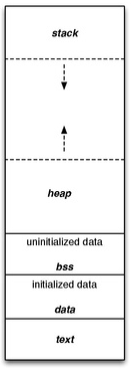 stack
heap
uninitialized data
bss
initialized data
data
text